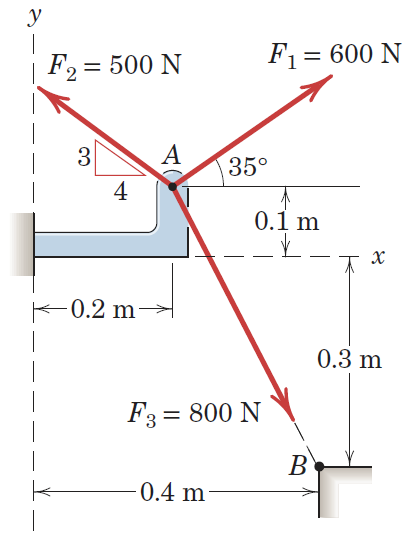 y
F₁ = 600 N
F₂ = 500 N
3
4
A
35°
0.1 m
x
0.2 m
0.3 m
F₃ = 800 N
B
0.4 m